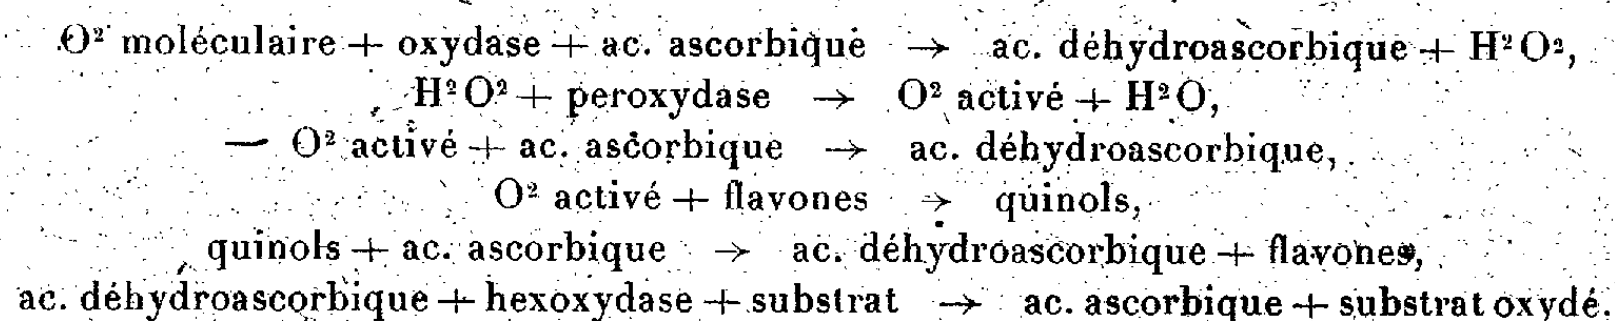 O² moléculaire + oxydase + ac. ascorbique → ac. déhydroascorbique + H²O²,
H²O² + peroxydase → O² activé + H²O,
— O² activé + ac. ascorbique → ac. déhydroascorbique,
O² activé + flavones → quinols,
quinols + ac. ascorbique → ac. déhydroascorbique + flavones,
ac. déhydroascorbique + hexoxydase + substrat → ac. ascorbique + substrat oxydé.